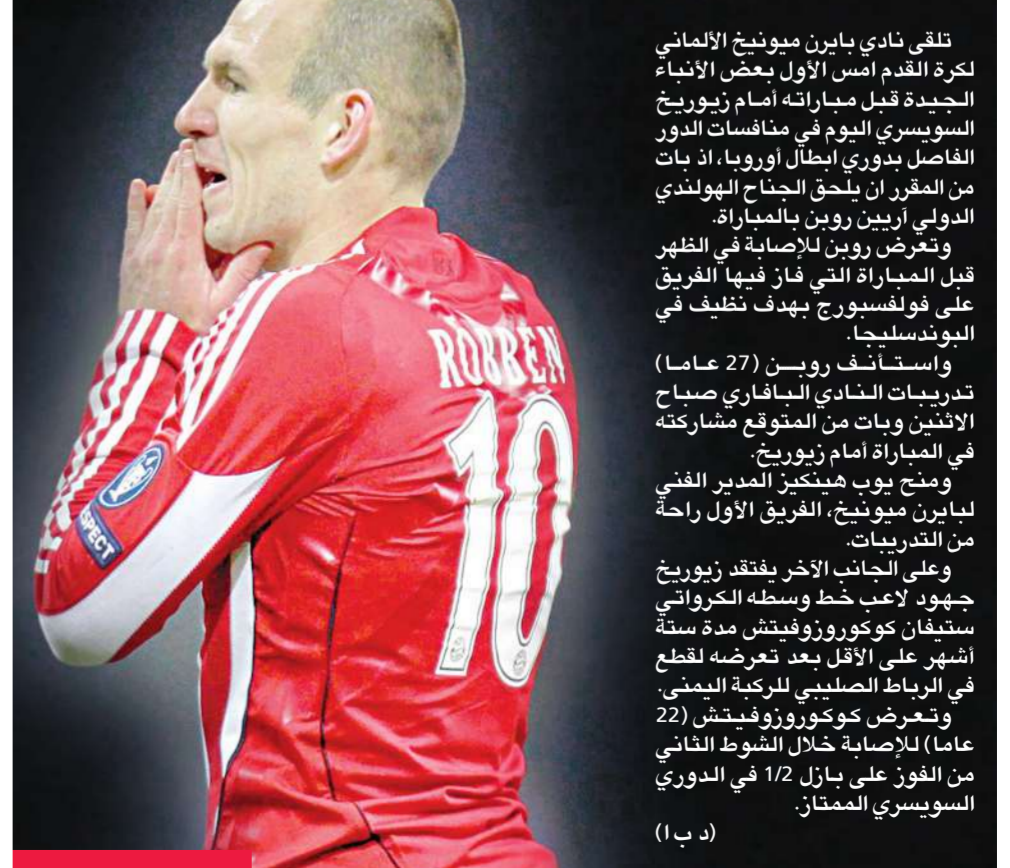 تلقى نادي بايرن ميونيخ الألماني
لكرة القدم امس الأول بعض الأنباء
الجيدة قبل مباراته أمام زيوريخ
السويسري اليوم في منافسات الدور
الفاصل بدوري ابطال أوروبا، اذ بات
من المقرر ان يلحق الجناح الهولندي
الدولي آريين روبن بالمباراة.
وتعرض روبن للإصابة في الظهر
قبل المباراة التي فاز فيها الفريق
على فولفسبورج بهدف نظيف في
البوندسليجا.
واستأنف روبن (27 عاما)
تدريبات النادي البافاري صباح
الاثنين وبات من المتوقع مشاركته
في المباراة أمام زيوريخ.
ومنح يوب هينكيز المدير الفني
لبايرن ميونيخ، الفريق الأول راحة
من التدريبات.
وعلى الجانب الآخر يفتقد زيوريخ
جهود لاعب خط وسطه الكرواتي
ستيفان كوكوروزوفيتش مدة ستة
أشهر على الأقل بعد تعرضه لقطع
في الرباط الصليبي للركبة اليمنى.
وتعرض كوكوروزوفيتش (22
عاما) للإصابة خلال الشوط الثاني
من الفوز على بازل 1/2 في الدوري
السويسري الممتاز.
(د ب ا)
ROBBEN
10
RESPECT